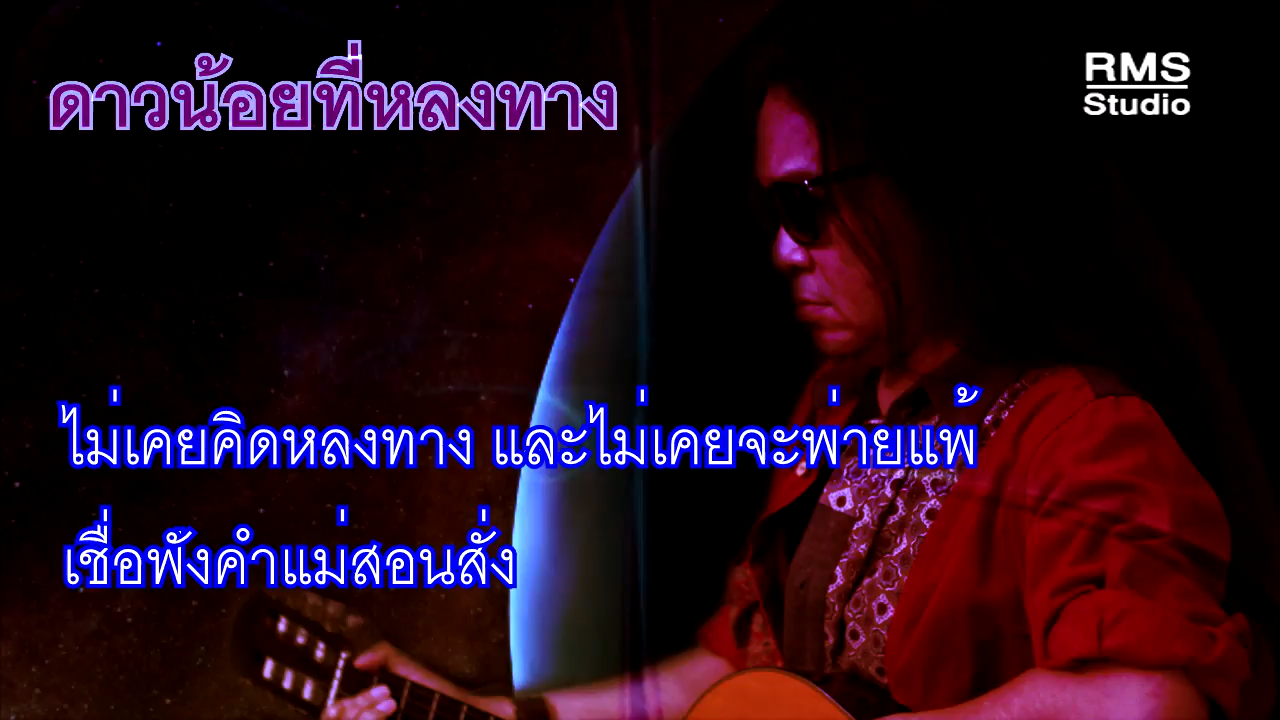 ดาวน้อยที่หลงทาง
RMS
Studio
ไม่เคยคิดหลงทาง และไม่เคยจะพ่ายแพ้
เชื่อพังคำแม่สอนสั่ง